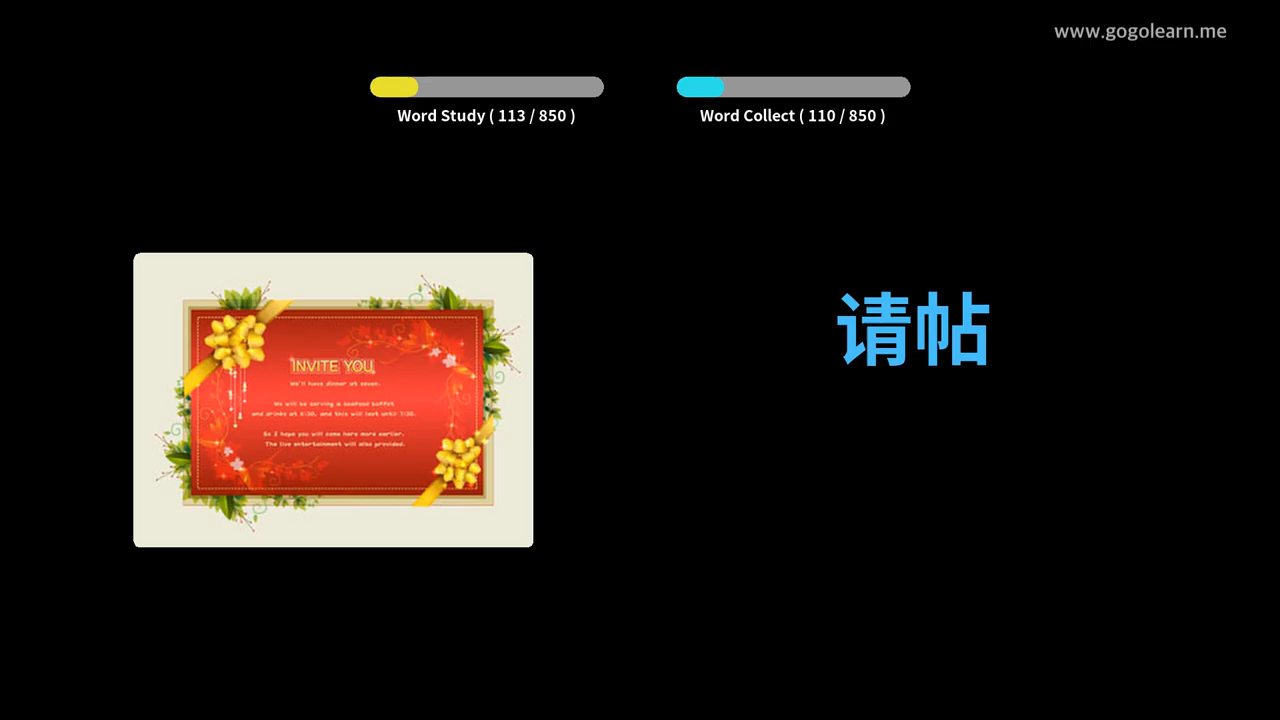 www.gogolearn.me
Word Study ( 113 / 850 )
Word Collect ( 110 / 850 )
请帖
INVITE YOU
We'll have dinner at seven.
We will be serving a seafood buffet
and drinks at 6:30, and this will last until 7:30.
So I hope you will come here more earlier.
The live entertainment will also provided.